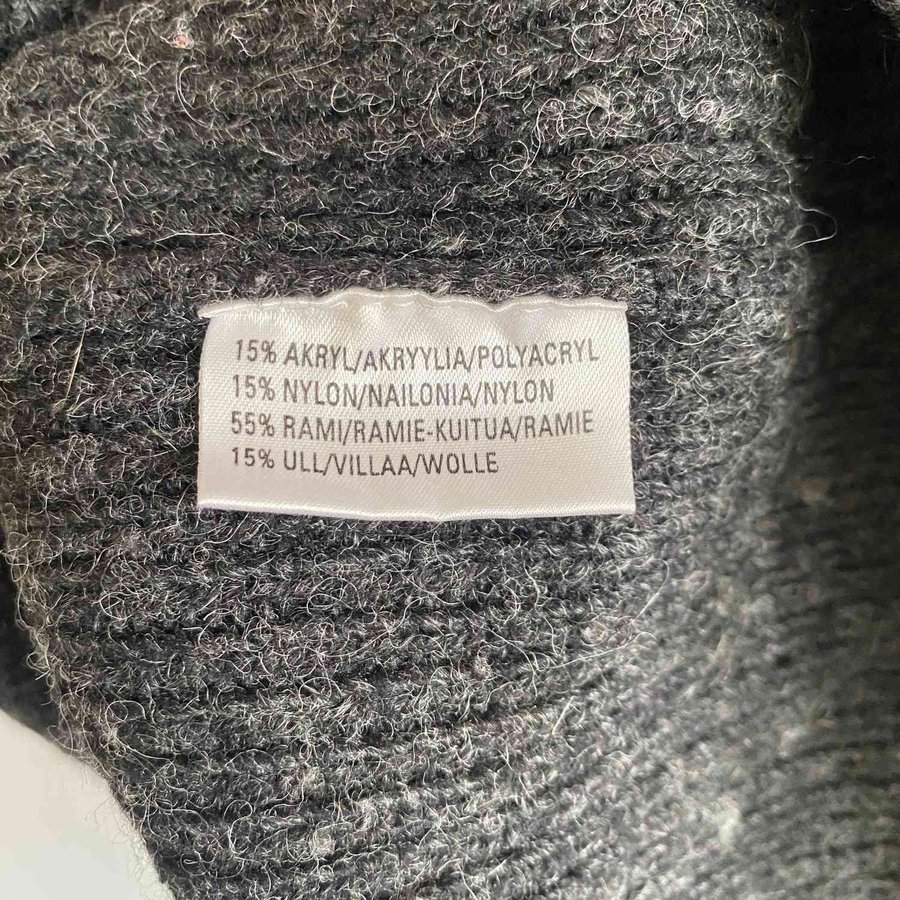 15% AKRYL/AKRYYLIA/POLYACRYL
15% NYLON/NAILONIA/NYLON
55% RAMI/RAMIE-KUITUA/RAMIE
15% ULL/VILLAA/WOLLE